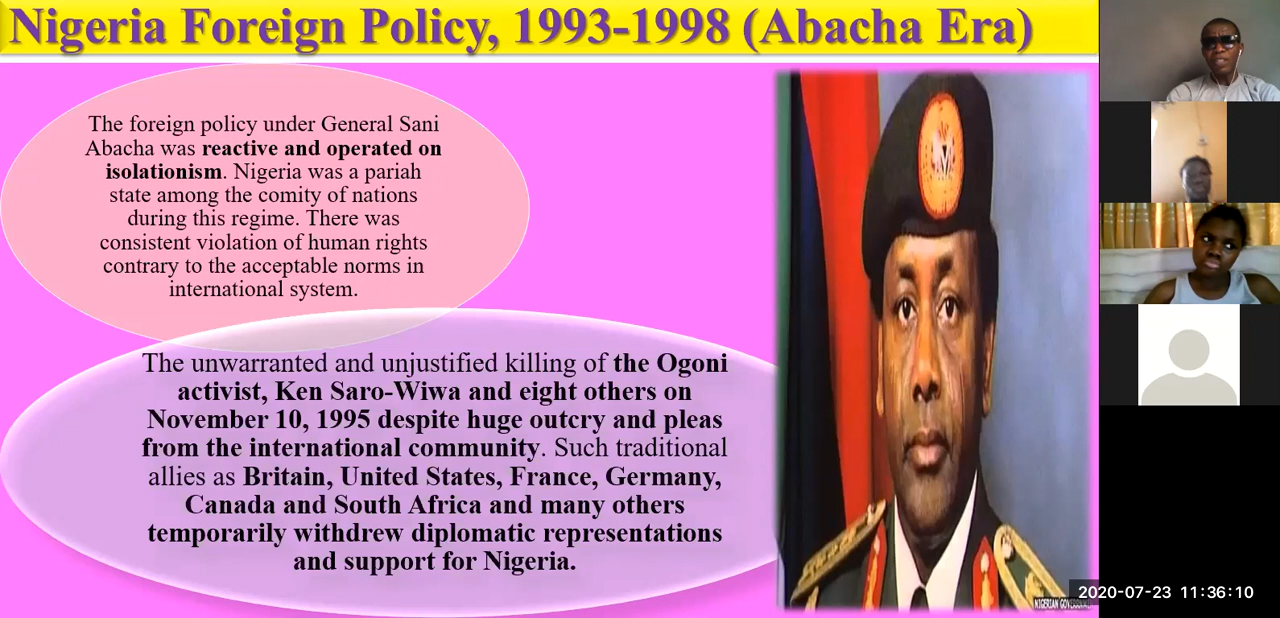 Nigeria Foreign Policy, 1993-1998 (Abacha Era)
The foreign policy under General Sani
Abacha was reactive and operated on
isolationism. Nigeria was a pariah
state among the comity of nations
during this regime. There was
consistent violation of human rights
contrary to the acceptable norms in
international system.
The unwarranted and unjustified killing of the Ogoni
activist, Ken Saro-Wiwa and eight others on
November 10, 1995 despite huge outcry and pleas
from the international community. Such traditional
allies as Britain, United States, France, Germany,
Canada and South Africa and many others
temporarily withdrew diplomatic representations
and support for Nigeria.
NIGERIAN
2020-07-23 11:36:10